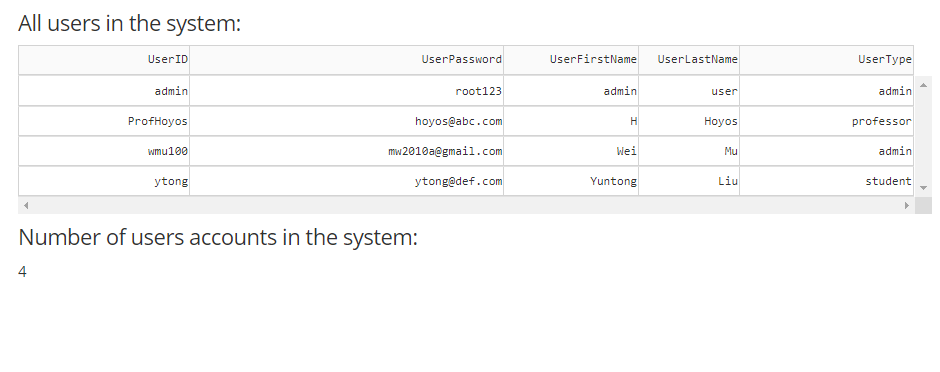 All users in the system:
UserID UserPassword UserFirstName UserLastName UserType
admin root123 admin user admin
ProfHoyos hoyos@abc.com H Hoyos professor
wmu100 mw2010a@gmail.com Wei Mu admin
ytong ytong@def.com Yuntong Liu student
Number of users accounts in the system:
4